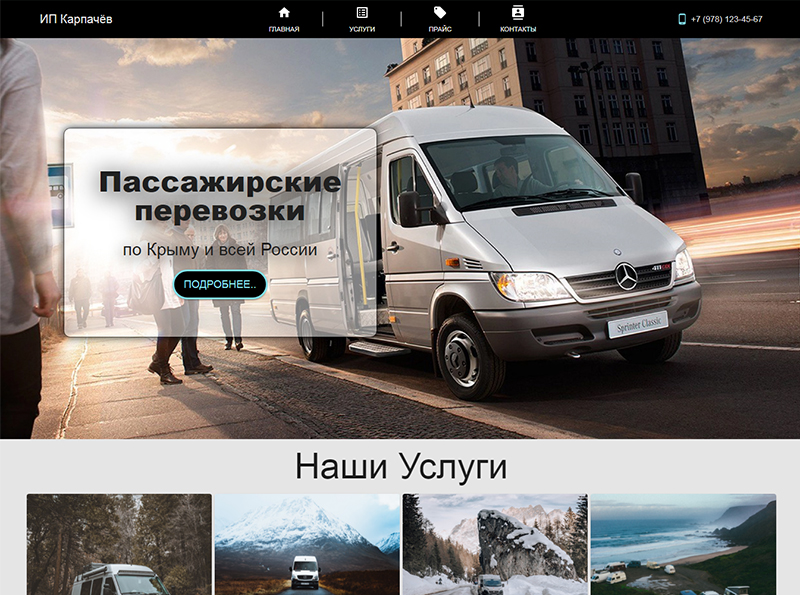 ИП Карпачёв
ГЛАВНАЯ
УСЛУГИ
ПРАЙС
КОНТАКТЫ
+7 (978) 123-45-67
Пассажирские
перевозки
по Крыму и всей России
ПОДРОБНЕЕ..
Sprinter Classic
Наши Услуги